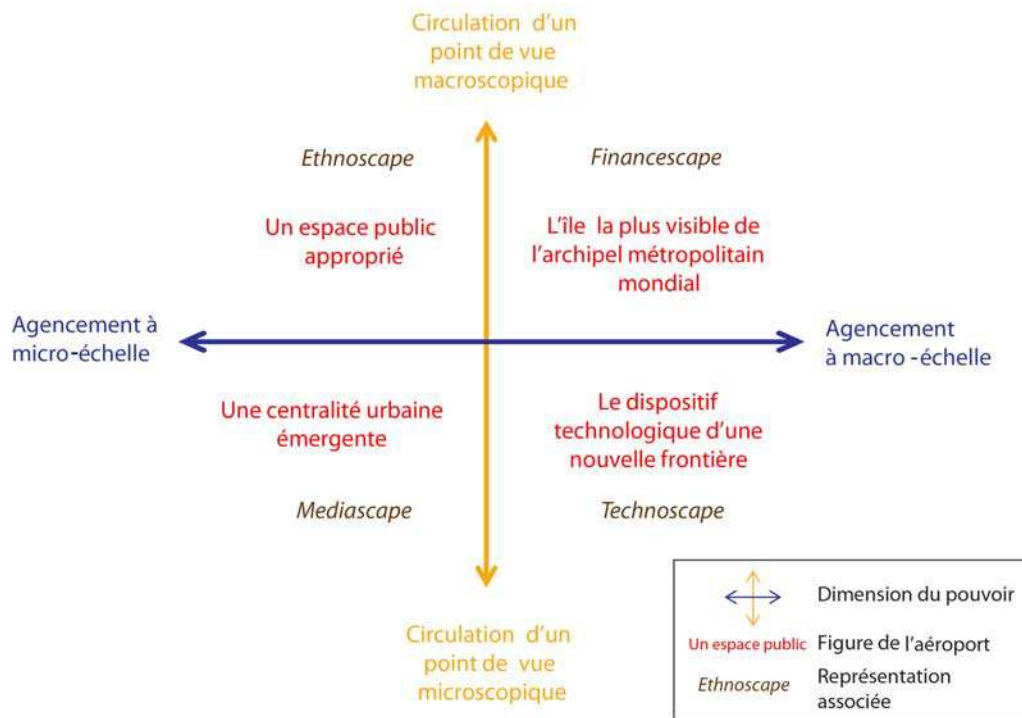 Circulation d'un
point de vue
macroscopique
Ethnoscape
Financescape
Un espace public
approprié
L'île la plus visible de
l'archipel métropolitain
mondial
Agencement à
micro-échelle
Agencement
à macro-échelle
Une centralité urbaine
émergente
Le dispositif
technologique d'une
nouvelle frontière
Mediascape
Technoscape
Circulation d'un
point de vue
microscopique
Dimension du pouvoir
Un espace public
Figure de l'aéroport
Ethnoscape
Représentation
associée